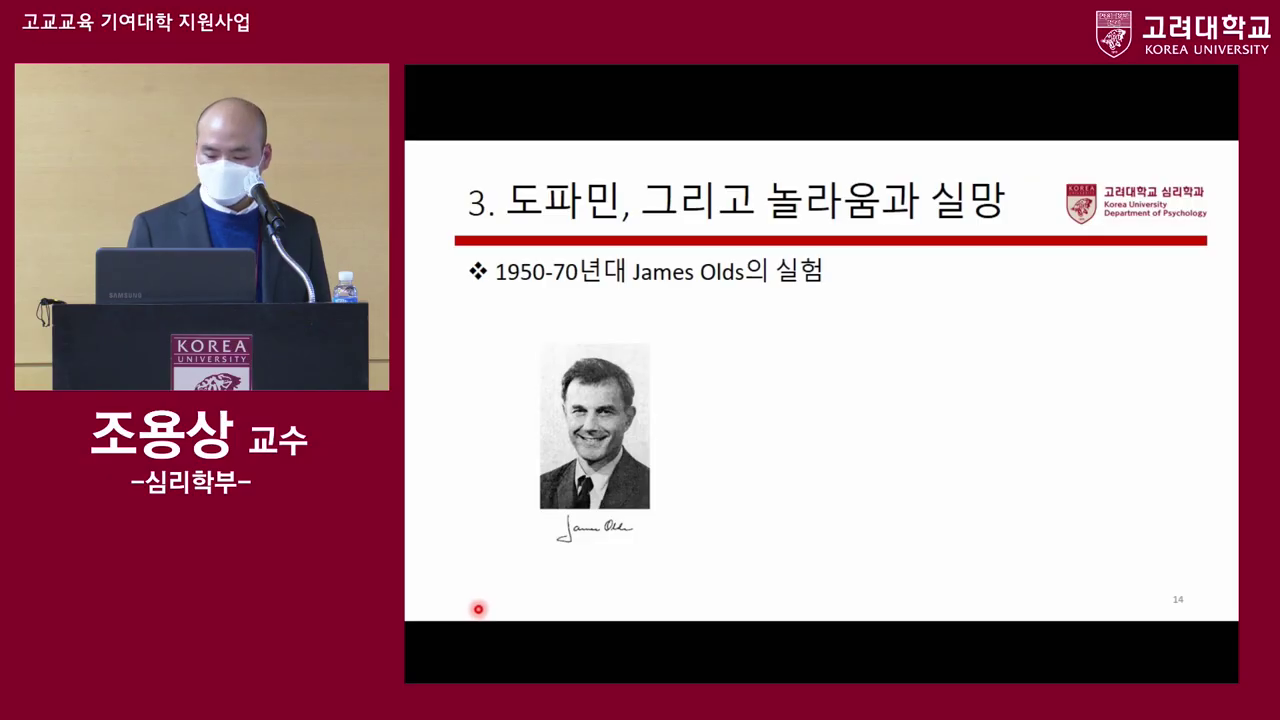 고교교육 기여대학 지원사업
고려대학교
KOREA UNIVERSITY
SAMSUNG
KOREA
UNIVERSITY
조용상 교수
-심리학부-
3. 도파민, 그리고 놀라움과 실망
KOREA
고려대학교 심리학과
Korea University
Department of Psychology
❖ 1950-70년대 James Olds의 실험
James Olds
14